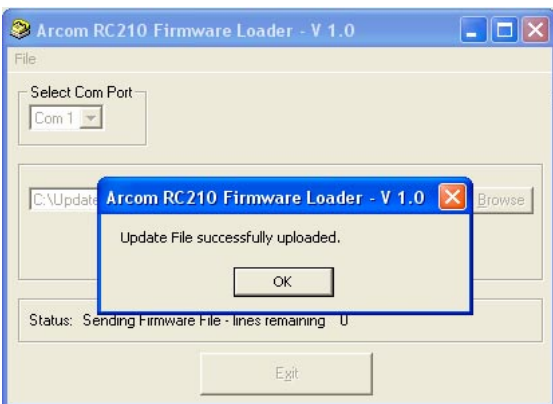 Arcom RC210 Firmware Loader - V 1.0
File
Select Com Port
Com 1
C:\Update
Browse
Arcom RC210 Firmware Loader - V 1.0
Update File successfully uploaded.
OK
Status: Sending Firmware File - lines remaining 0
Exit